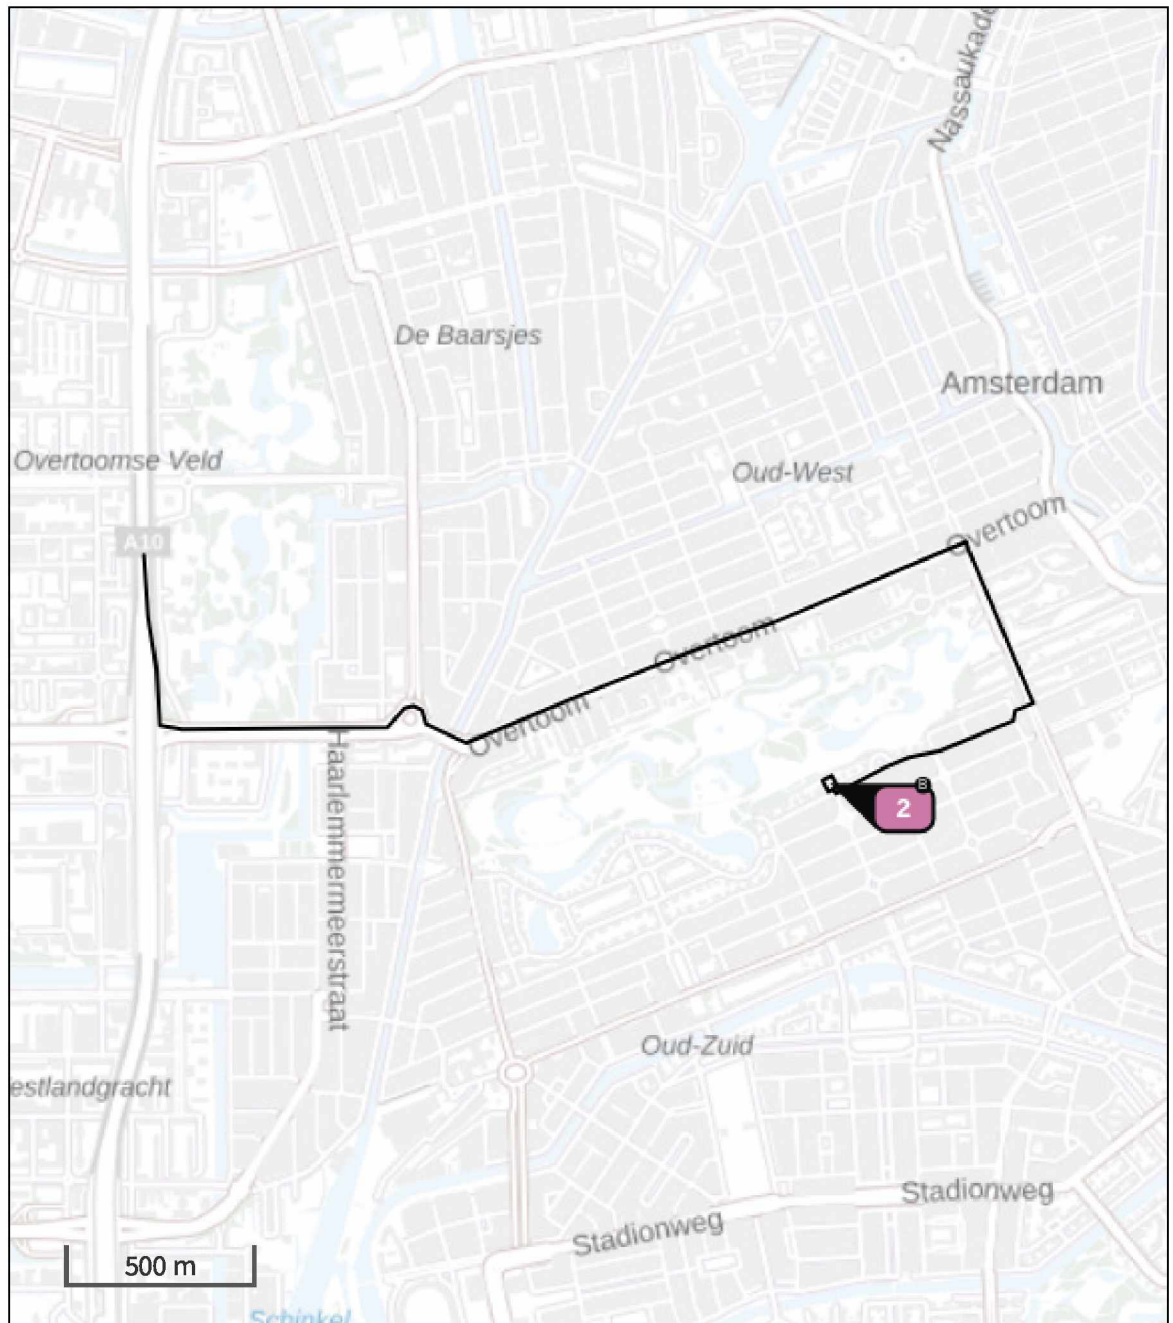 Nassaukade
De Baarsjes
Amsterdam
Overtoomse Veld
Oud-West
A10
Overtoom
Overtoom
Overtoom
Haarlemmermeerstraat
B
2
Oud-Zuid
estlandgracht
Stadionweg
Stadionweg
500 m
Schinkel